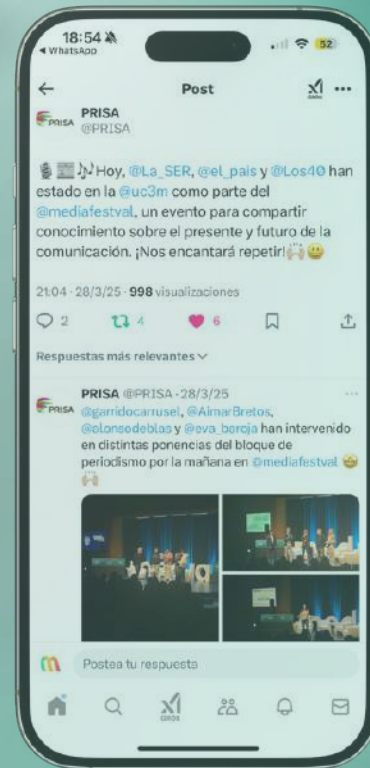 18:54
52
◀ WhatsApp
Post
PRISA
PRISA
@PRISA
🎙️📰🎶Hoy, @La_SER, @el_pais y @Los40 han
estado en la @uc3m como parte del
@mediafestval, un evento para compartir
conocimiento sobre el presente y futuro de la
comunicación. ¡Nos encantará repetir!🙌🏻😀
21:04 · 28/3/25 · 998 visualizaciones
2
4
6
Respuestas más relevantes
PRISA
PRISA @PRISA · 28/3/25
@garridocarrusel, @AimarBretos,
@alonsodeblas y @eva_baroja han intervenido
en distintas ponencias del bloque de
periodismo por la mañana en @mediafestval 🤩
🙌🏻
Postea tu respuesta